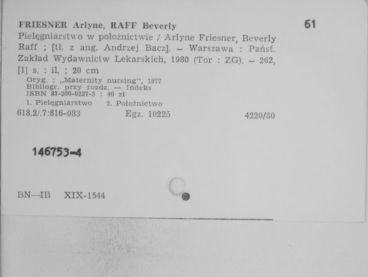 FRIESNER Arlyne, RAFF Beverly 61
Pielęgniarstwo w położnictwie / Arlyne Friesner, Beverly
Raff ; [tł. z ang. Andrzej Bacz]. — Warszawa : Państ.
Zakład Wydawnictw Lekarskich, 1980 (Tor : ZG). — 262,
[1] s. : il. ; 20 cm
Oryg. : „Maternity nursing", 1977
Bibliogr. przy rozdz. — Indeks
ISBN 83-200-0227-3 : 40 zł
1. Pielęgniarstwo 2. Położnictwo
618.2/.7:616-083 Egz. 10225 4220/80
146753-4
BN—IB XIX-1544